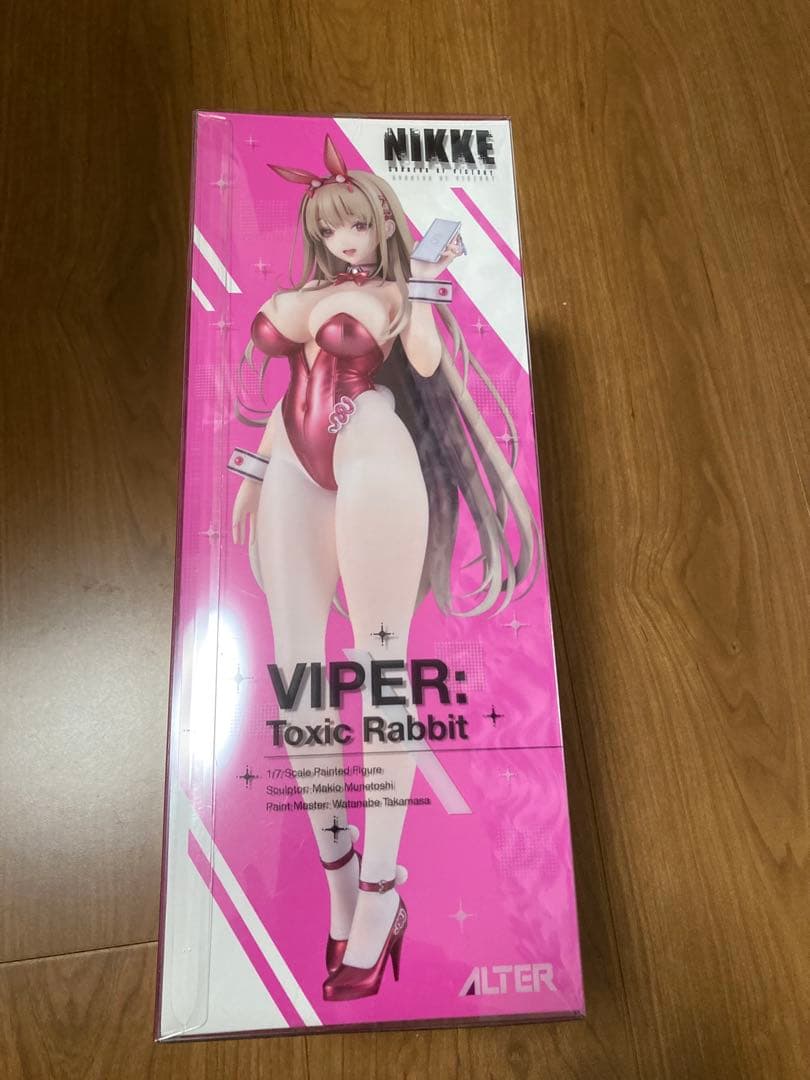 NIKKE
GODDESS OF VICTORY
VIPER:
Toxic Rabbit
1/7 Scale Painted Figure
Sculptor: Makio Munetoshi
Paint Master: Watanabe Takamasa
ALTER